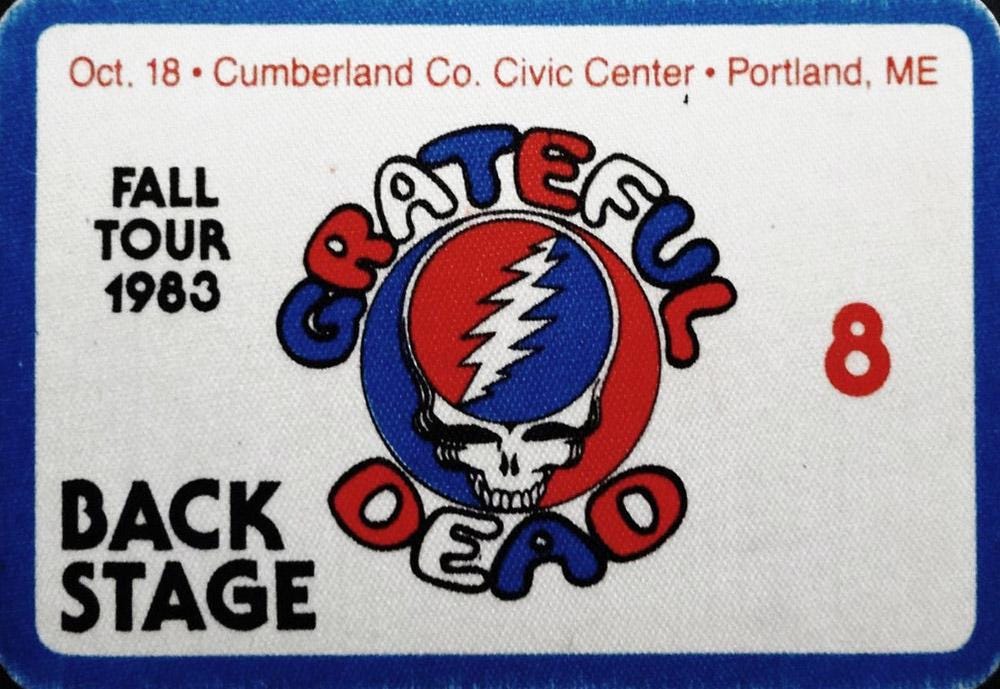 Oct. 18 • Cumberland Co. Civic Center • Portland, ME
GRATEFUL
FALL
TOUR
1983
8
DEAD
BACK
STAGE